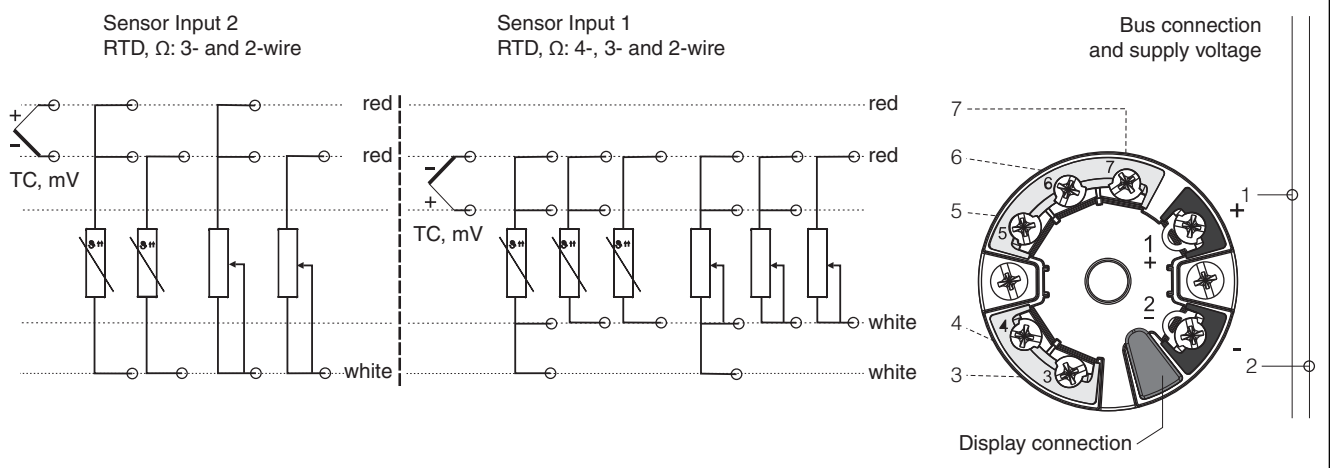 Sensor Input 2
RTD, Ω: 3- and 2-wire
Sensor Input 1
RTD, Ω: 4-, 3- and 2-wire
Bus connection
and supply voltage
red
red
red
red
white
white
white
+
-
TC, mV
-
+
TC, mV
ϑ
ϑ
ϑ
ϑ
ϑ
7
6
5
4
3
7
6
5
4
3
1
+
2
-
1
+
-
2
Display connection